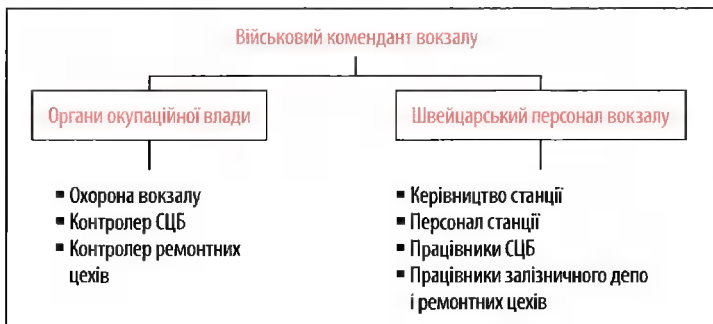 Військовий комендант вокзалу
Органи окупаційної влади
▪ Охорона вокзалу
▪ Контролер СЦБ
▪ Контролер ремонтних
цехів
Швейцарський персонал вокзалу
▪ Керівництво станції
▪ Персонал станції
▪ Працівники СЦБ
▪ Працівники залізничного депо
і ремонтних цехів